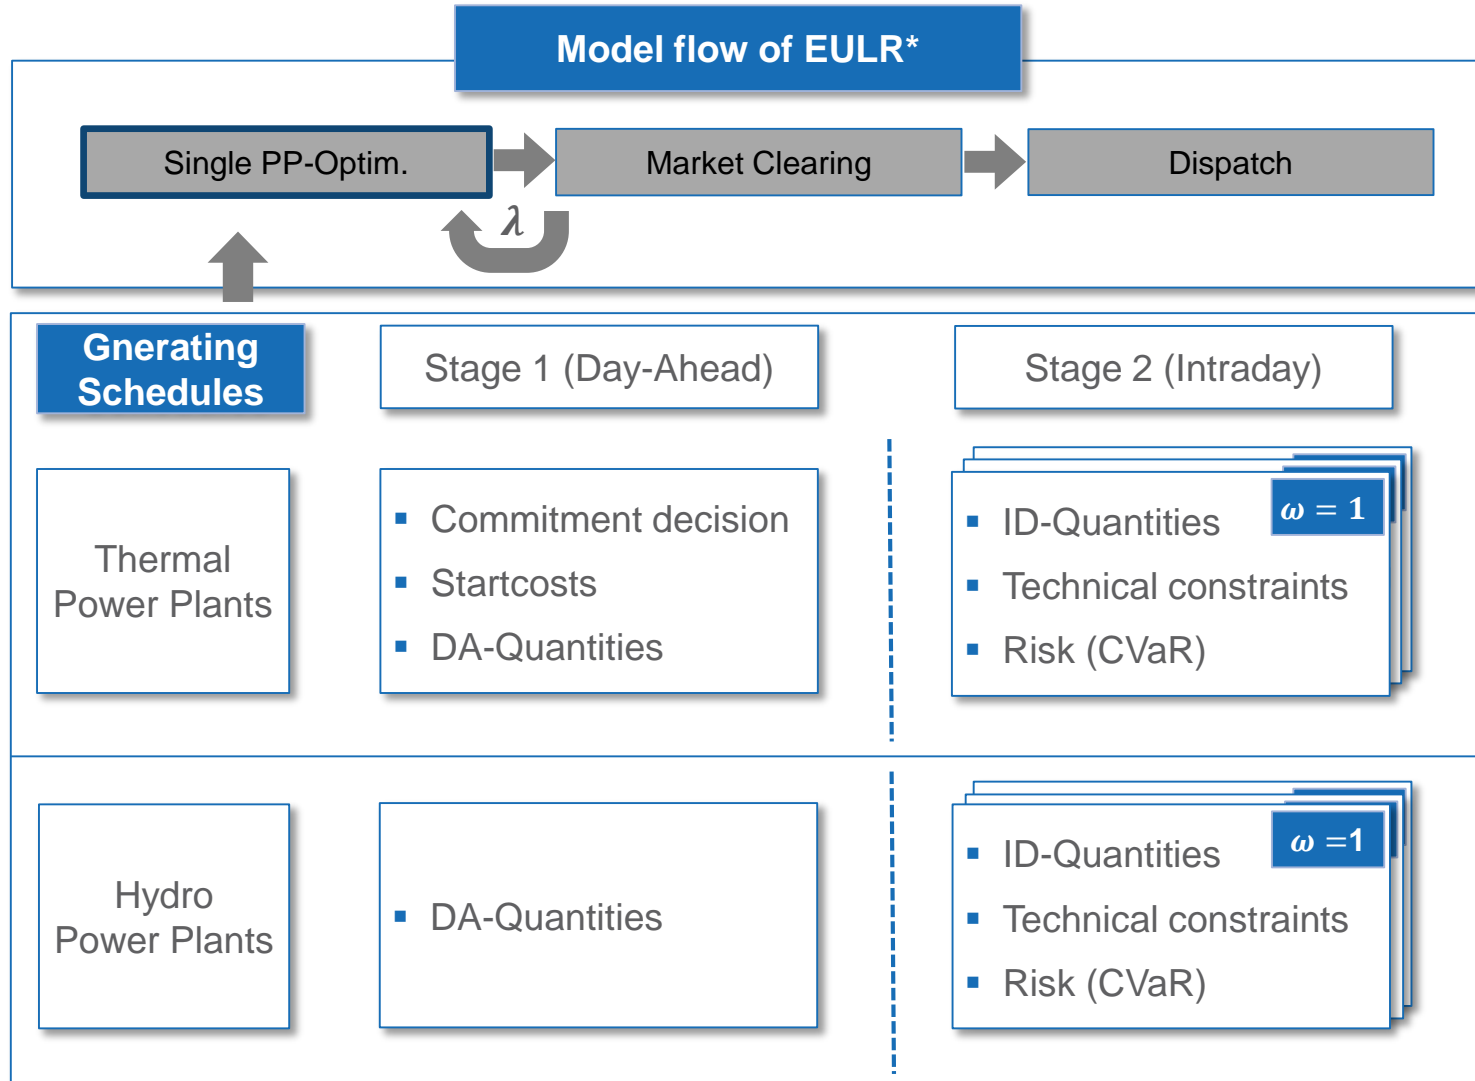 Model flow of EULR*
Single PP-Optim.
Market Clearing
Dispatch
λ
Gnerating
Schedules
Stage 1 (Day-Ahead)
Stage 2 (Intraday)
Thermal
Power Plants
▪ Commitment decision
▪ Startcosts
▪ DA-Quantities
ω = 1
▪ ID-Quantities
▪ Technical constraints
▪ Risk (CVaR)
Hydro
Power Plants
▪ DA-Quantities
ω =1
▪ ID-Quantities
▪ Technical constraints
▪ Risk (CVaR)